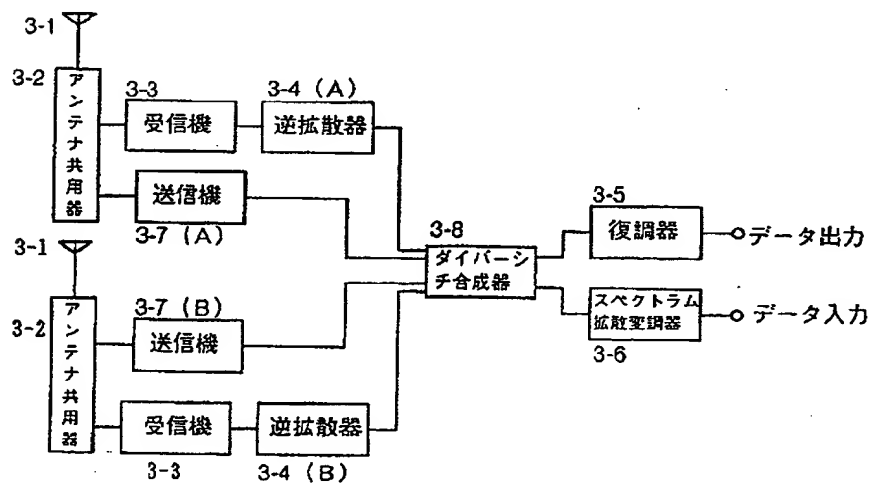 3-1
3-2
アンテナ共用器
3-3
受信機
3-4 (A)
逆拡散器
送信機
3-7 (A)
3-8
ダイバーシ
チ合成器
3-5
復調器
データ出力
スペクトラム
拡散変調器
3-6
データ入力
3-1
3-2
アンテナ共用器
3-7 (B)
送信機
受信機
3-3
逆拡散器
3-4 (B)